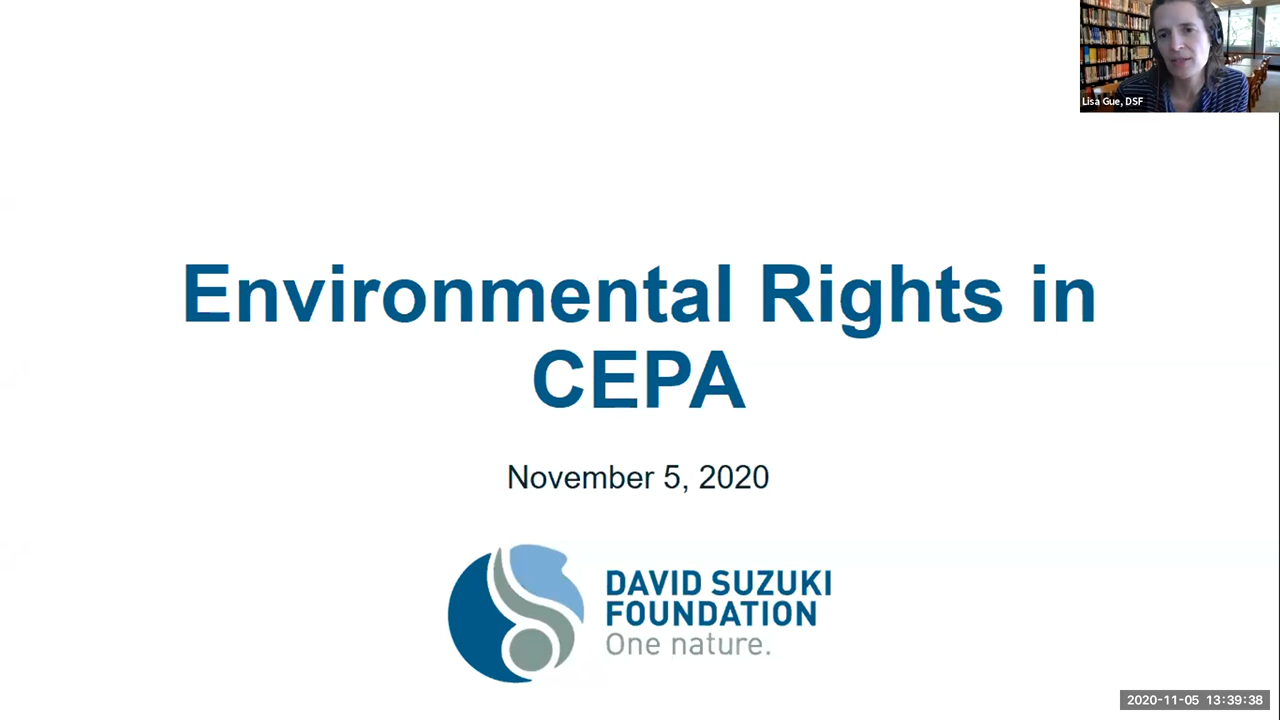 Lisa Gue, DSF
Environmental Rights in
CEPA
November 5, 2020
DAVID SUZUKI
FOUNDATION
One nature.
2020-11-05 13:39:38